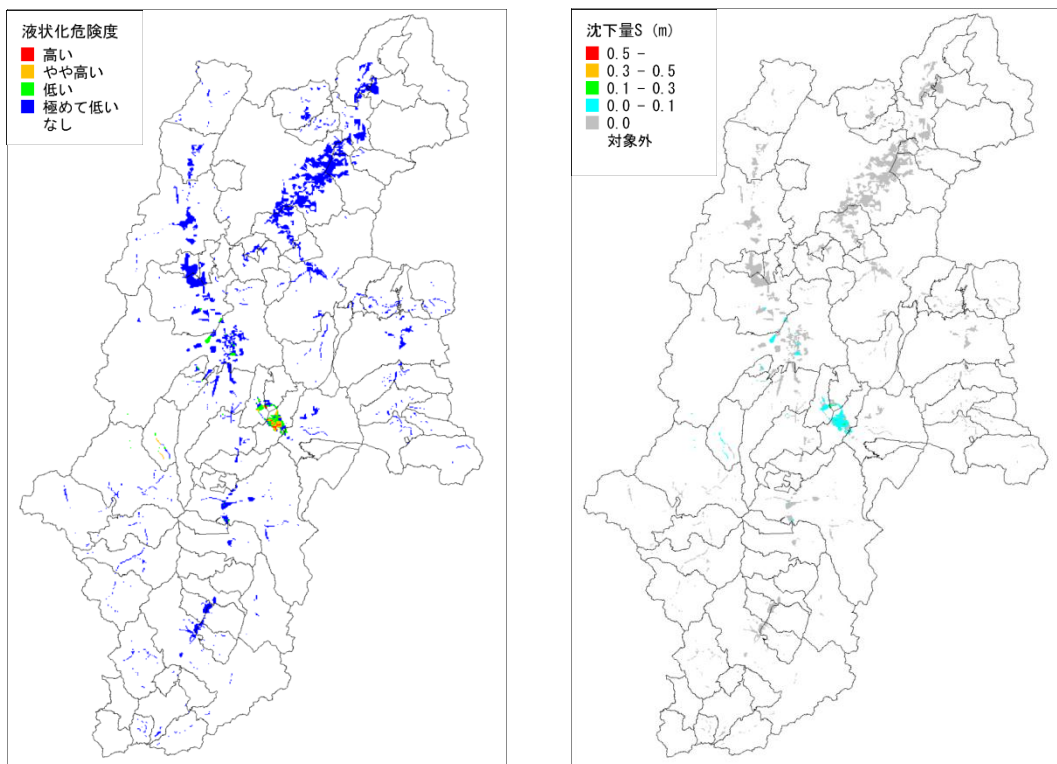 液状化危険度
高い
やや高い
低い
極めて低い
なし
沈下量S (m)
0.5 -
0.3 - 0.5
0.1 - 0.3
0.0 - 0.1
0.0
対象外